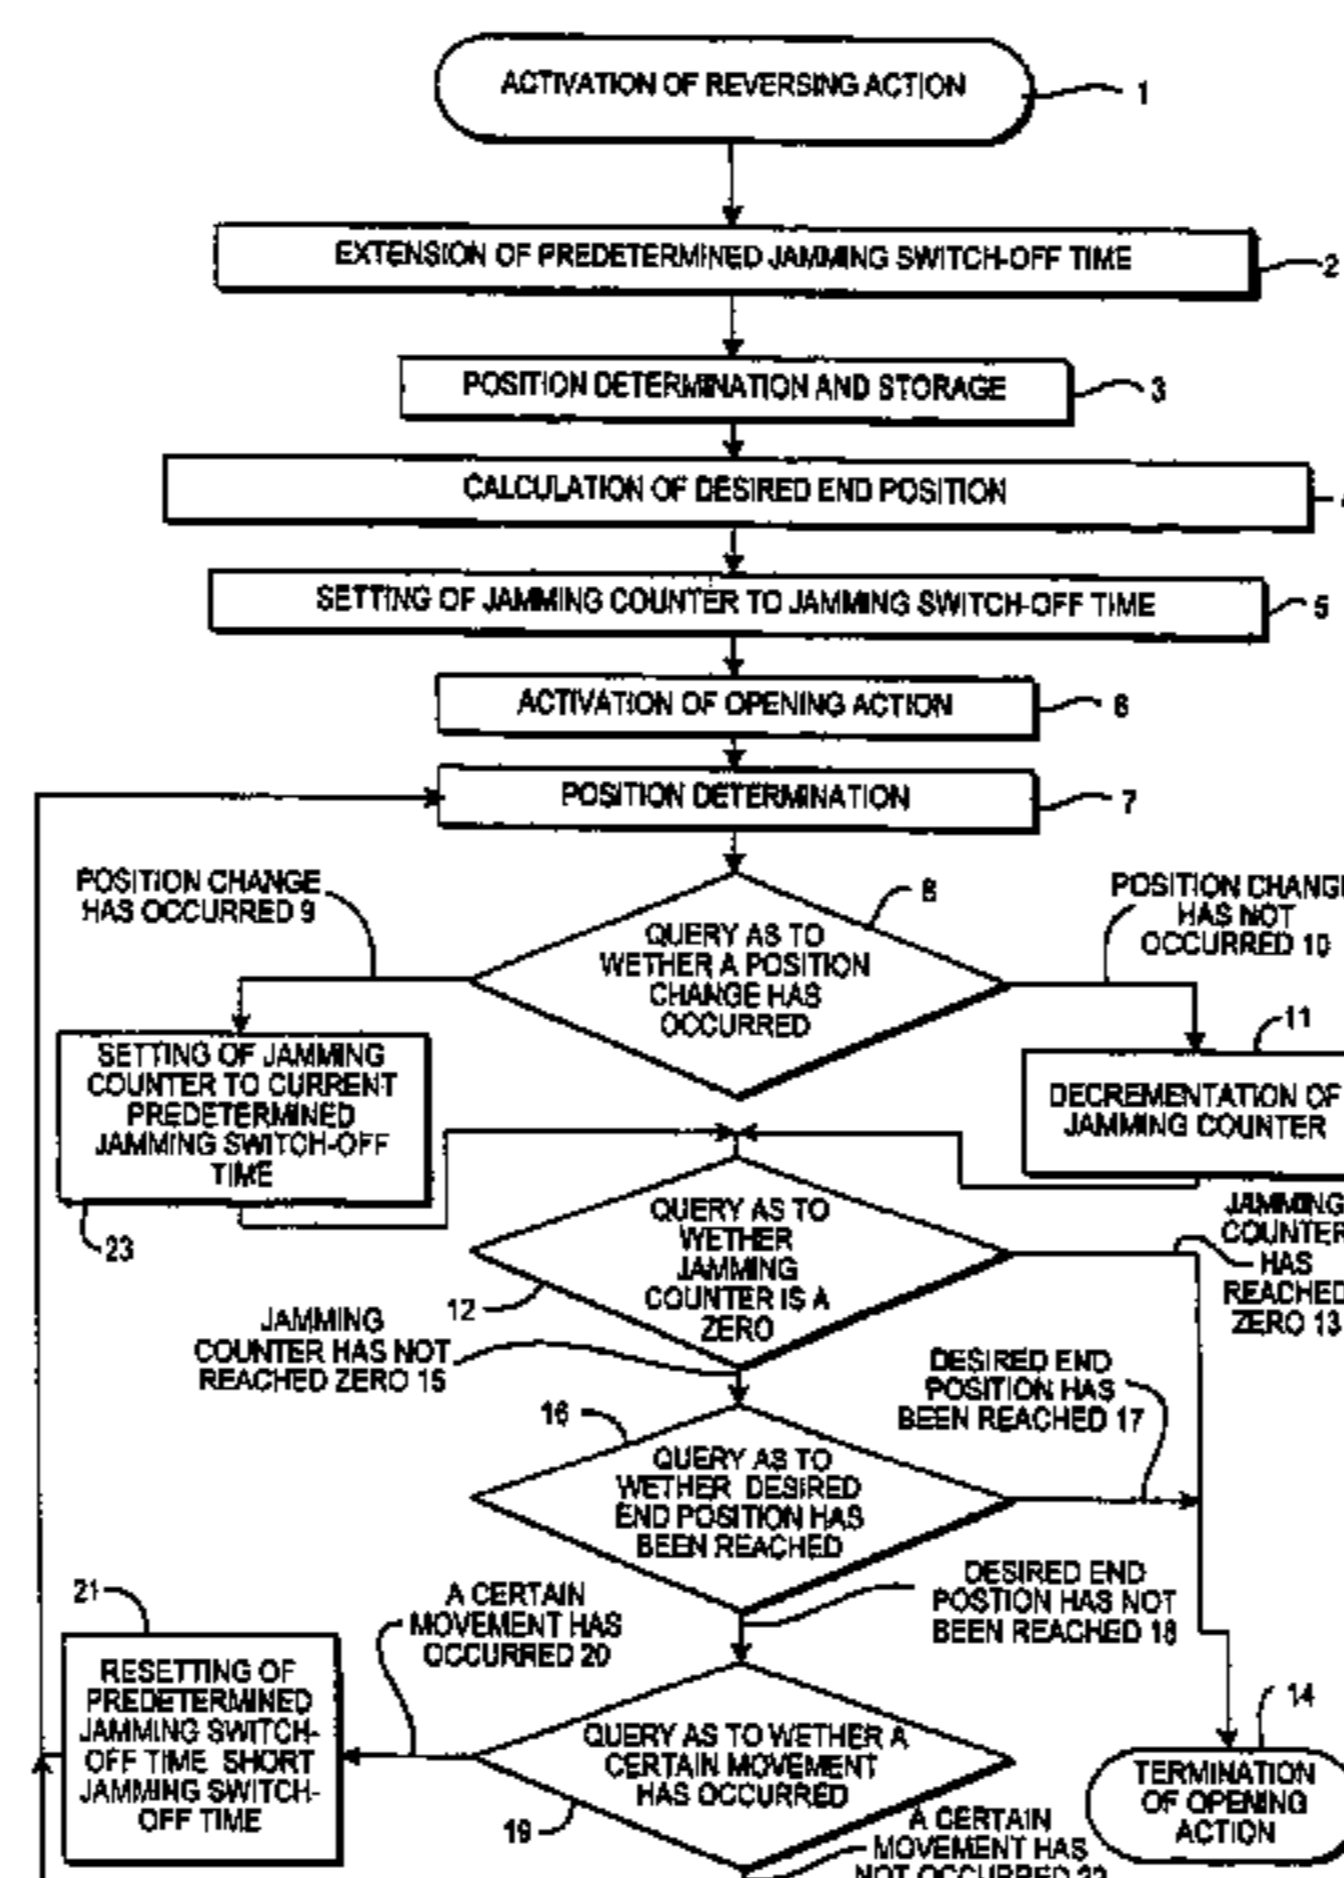 ACTIVATION OF REVERSING ACTION
1
EXTENSION OF PREDETERMINED JAMMING SWITCH-OFF TIME
2
POSITION DETERMINATION AND STORAGE
3
CALCULATION OF DESIRED END POSITION
SETTING OF JAMMING COUNTER TO JAMMING SWITCH-OFF TIME
5
ACTIVATION OF OPENING ACTION
6
POSITION DETERMINATION
7
POSITION CHANGE
HAS OCCURRED 9
8
QUERY AS TO
WETHER A POSITION
CHANGE HAS
OCCURRED
POSITION CHANGE
HAS NOT
OCCURRED 10
SETTING OF JAMMING
COUNTER TO CURRENT
PREDETERMINED
JAMMING SWITCH-OFF
TIME
23
11
DECREMENTATION OF
JAMMING COUNTER
QUERY AS TO
WETHER
JAMMING
COUNTER IS A
ZERO
12
JAMMING
COUNTER
HAS
REACHED
ZERO 13
JAMMING
COUNTER HAS NOT
REACHED ZERO 15
DESIRED END
POSITION HAS
BEEN REACHED 17
16
QUERY AS TO
WETHER DESIRED
END POSITION HAS
BEEN REACHED
DESIRED END
POSTION HAS NOT
BEEN REACHED 18
21
A CERTAIN
MOVEMENT HAS
OCCURRED 20
RESETTING OF
PREDETERMINED
JAMMING SWITCH-
OFF TIME SHORT
JAMMING SWITCH-
OFF TIME
QUERY AS TO WETHER A
CERTAIN MOVEMENT
HAS OCCURRED
19
14
TERMINATION
OF OPENING
ACTION
A CERTAIN
MOVEMENT HAS
NOT OCCURRED 22